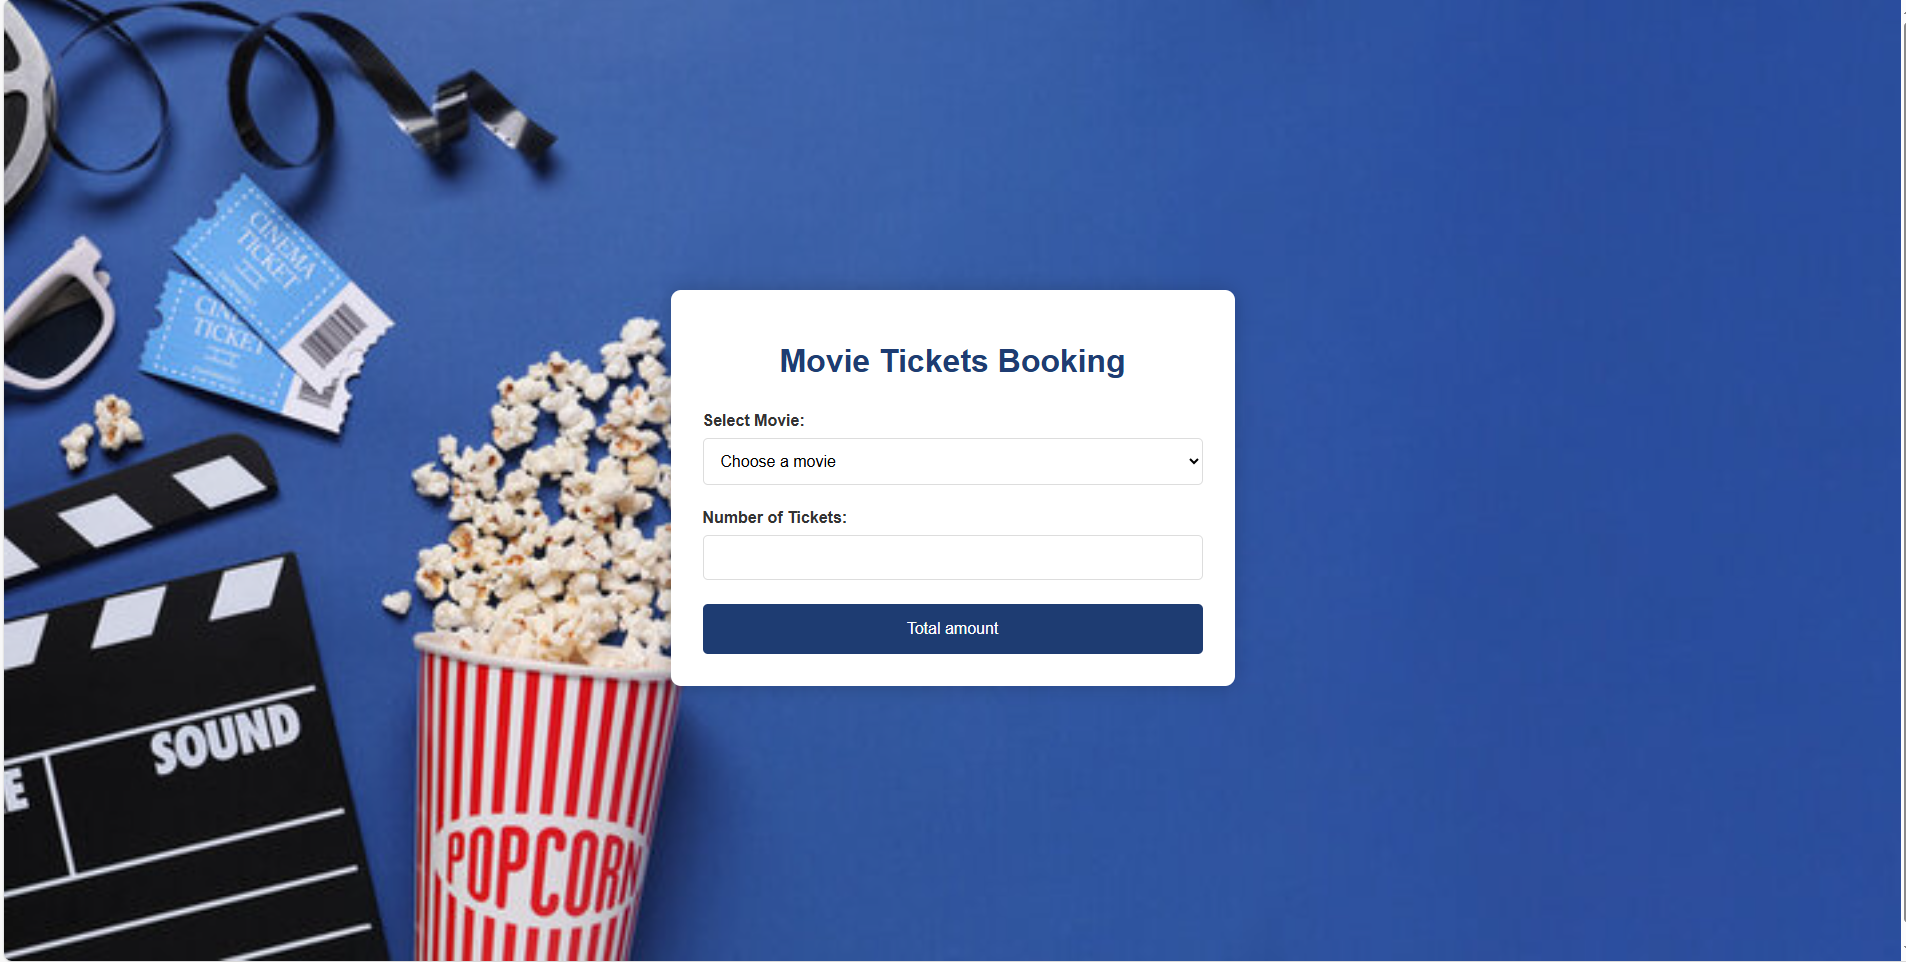 CINEMA
TICKET
CIN
TICKET
Movie Tickets Booking
Select Movie:
Choose a movie
Number of Tickets:
Total amount
SOUND
E
POPCORN